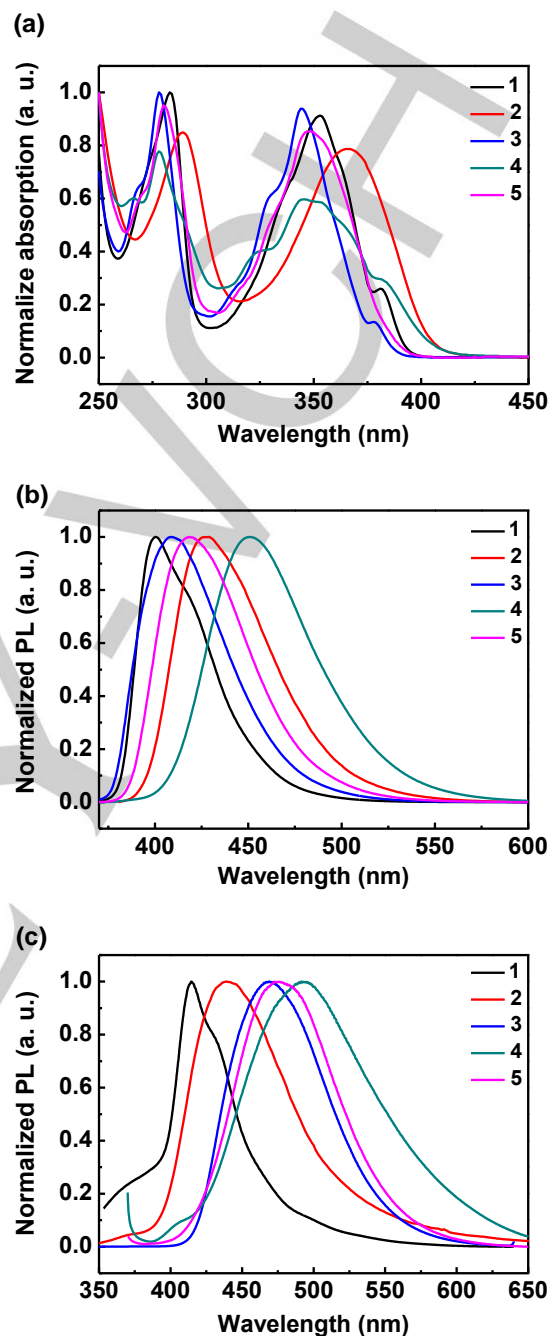 (a)
Normalize absorption (a. u.)
1.0
0.8
0.6
0.4
0.2
0.0
1
2
3
4
5
250 300 350 400 450
Wavelength (nm)
(b)
Normalized PL (a. u.)
1.0
0.8
0.6
0.4
0.2
0.0
1
2
3
4
5
400 450 500 550 600
Wavelength (nm)
(c)
Normalized PL (a. u.)
1.0
0.8
0.6
0.4
0.2
0.0
1
2
3
4
5
350 400 450 500 550 600 650
Wavelength (nm)